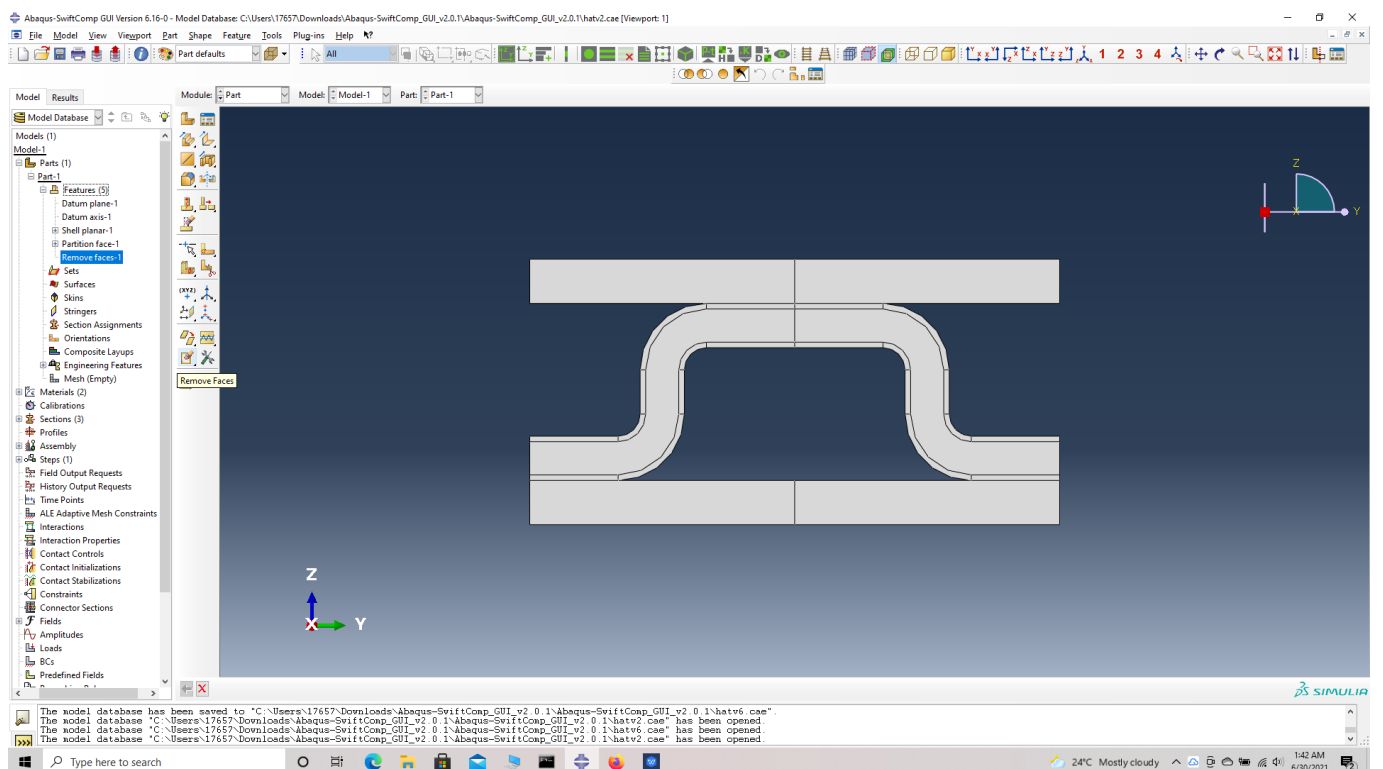 Abaqus-SwiftComp GUI Version 6.16-0 - Model Database: C:\Users\17657\Downloads\Abaqus-SwiftComp_GUI_v2.0.1\Abaqus-SwiftComp_GUI_v2.0.1\hatv2.cae [Viewport: 1]
File Model View Viewport Part Shape Feature Tools Plug-ins Help
Part defaults All 1 2 3 4
Model Results
Module: Part Model: Model-1 Part: Part-1
Model Database
Models (1)
Model-1
Parts (1)
Part-1
Features (5)
Datum plane-1
Datum axis-1
Shell planar-1
Partition face-1
Remove faces-1
Sets
Surfaces
Skins
Stringers
Section Assignments
Orientations
Composite Layups
Engineering Features
Mesh (Empty)
Materials (2)
Calibrations
Sections (3)
Profiles
Assembly
Steps (1)
Field Output Requests
History Output Requests
Time Points
ALE Adaptive Mesh Constraints
Interactions
Interaction Properties
Contact Controls
Contact Initializations
Contact Stabilizations
Constraints
Connector Sections
Fields
Amplitudes
Loads
BCs
Predefined Fields
(XYZ)
Remove Faces
Z
X
Y
Z
X
Y
SIMULIA
The model database has been saved to "C:\Users\17657\Downloads\Abaqus-SwiftComp_GUI_v2.0.1\Abaqus-SwiftComp_GUI_v2.0.1\hatv6.cae".
The model database "C:\Users\17657\Downloads\Abaqus-SwiftComp_GUI_v2.0.1\Abaqus-SwiftComp_GUI_v2.0.1\hatv2.cae" has been opened.
The model database "C:\Users\17657\Downloads\Abaqus-SwiftComp_GUI_v2.0.1\Abaqus-SwiftComp_GUI_v2.0.1\hatv6.cae" has been opened.
The model database "C:\Users\17657\Downloads\Abaqus-SwiftComp_GUI_v2.0.1\Abaqus-SwiftComp_GUI_v2.0.1\hatv2.cae" has been opened.
>>>
Type here to search
24°C Mostly cloudy
1:42 AM
6/30/2021